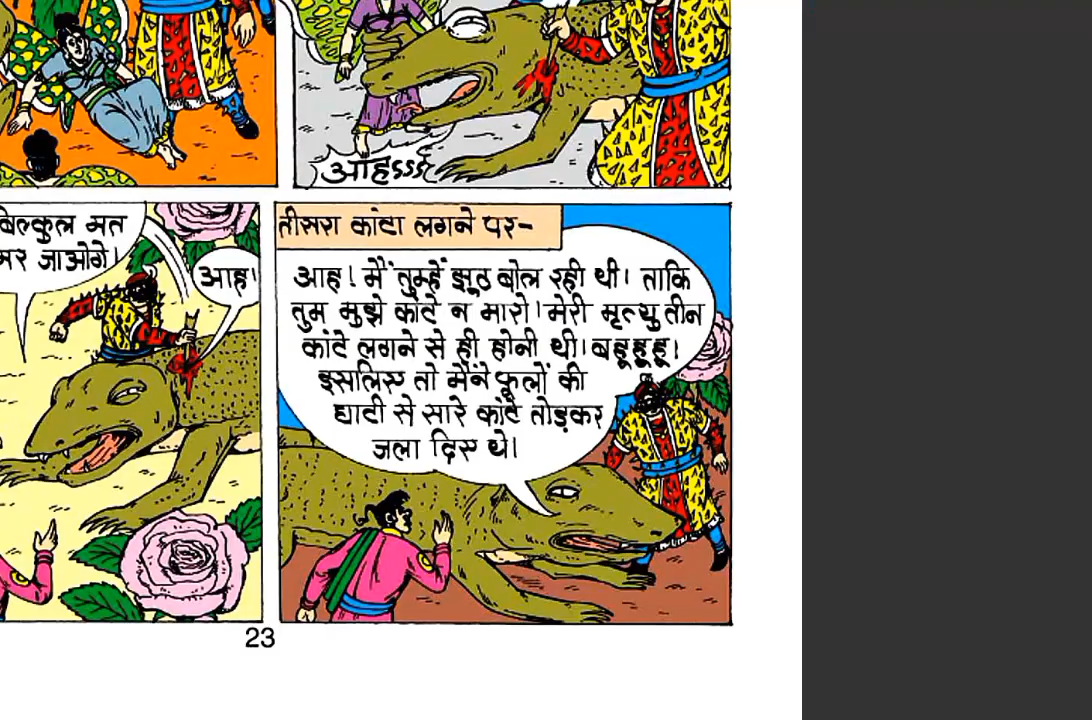 आहऽऽऽ
बिल्कुल मत
मर जाओगे।
आह!
तीसरा कांटा लगने पर–
आह! मैं तुम्हें झूठ बोल रही थी। ताकि
तुम मुझे कांटे न मारो। मेरी मृत्यु तीन
कांटे लगने से ही होनी थी। बहूहूहू।
इसलिए तो मैंने फूलों की
घाटी से सारे कांटे तोड़कर
जला दिए थे।
23